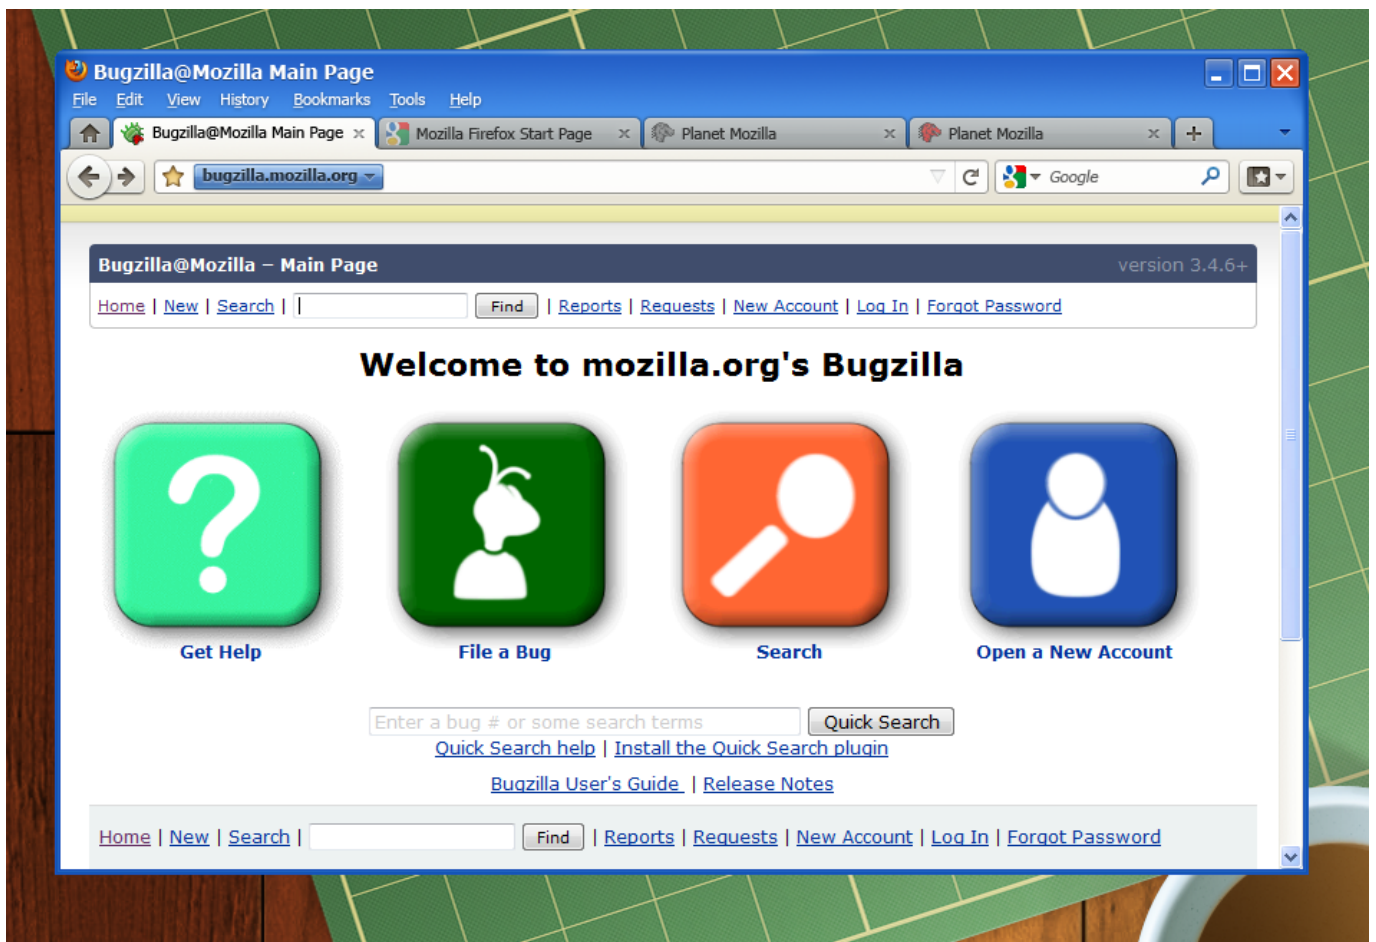 Bugzilla@Mozilla Main Page
File Edit View History Bookmarks Tools Help
Bugzilla@Mozilla Main Page Mozilla Firefox Start Page Planet Mozilla Planet Mozilla
bugzilla.mozilla.org Google
Bugzilla@Mozilla – Main Page version 3.4.6+
Home | New | Search | Find | Reports | Requests | New Account | Log In | Forgot Password
Welcome to mozilla.org's Bugzilla
Get Help File a Bug Search Open a New Account
Enter a bug # or some search terms Quick Search
Quick Search help | Install the Quick Search plugin
Bugzilla User's Guide | Release Notes
Home | New | Search | Find | Reports | Requests | New Account | Log In | Forgot Password